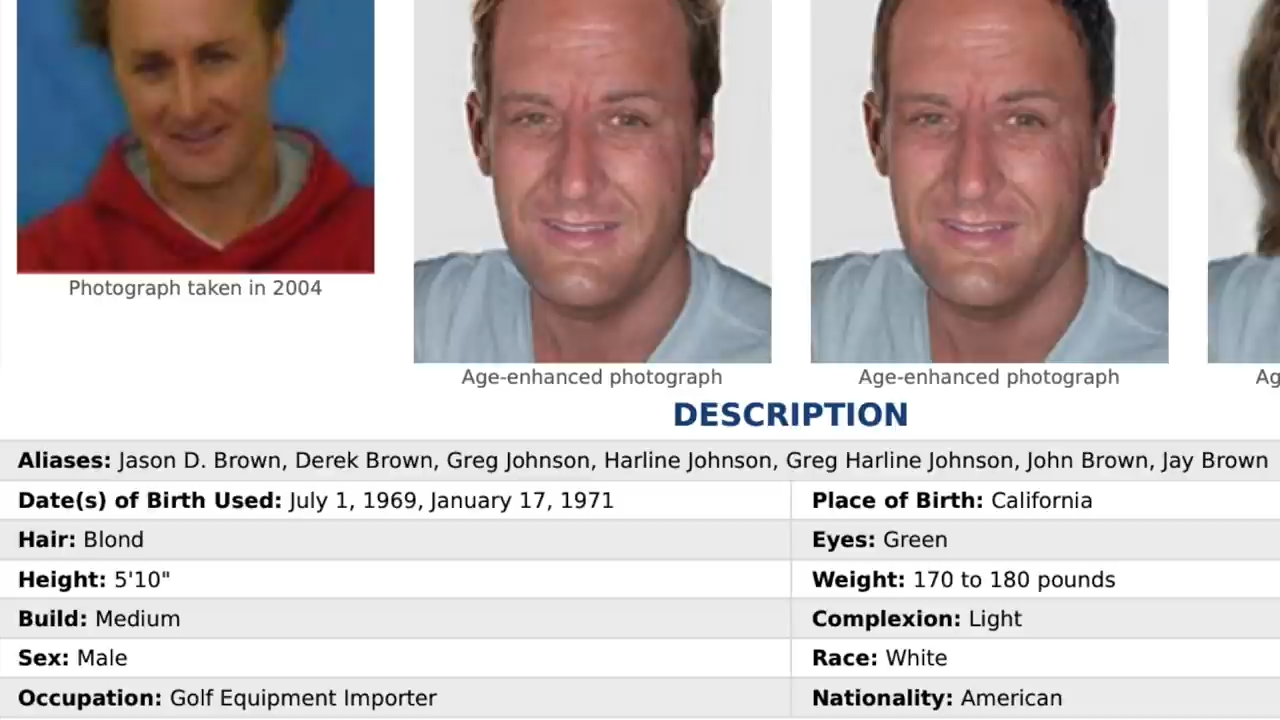 Photograph taken in 2004
Age-enhanced photograph
Age-enhanced photograph
DESCRIPTION
Aliases: Jason D. Brown, Derek Brown, Greg Johnson, Harline Johnson, Greg Harline Johnson, John Brown, Jay Brown
Date(s) of Birth Used: July 1, 1969, January 17, 1971
Place of Birth: California
Hair: Blond
Eyes: Green
Height: 5'10"
Weight: 170 to 180 pounds
Build: Medium
Complexion: Light
Sex: Male
Race: White
Occupation: Golf Equipment Importer
Nationality: American